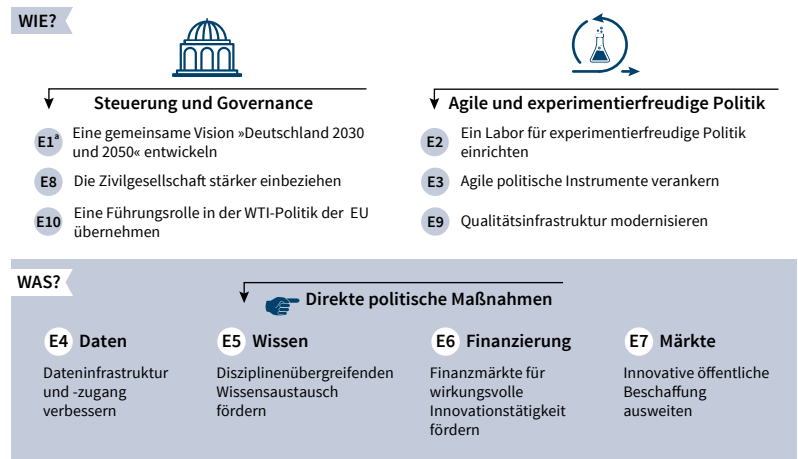 WIE?
Steuerung und Governance
E1ª Eine gemeinsame Vision »Deutschland 2030
und 2050« entwickeln
E8 Die Zivilgesellschaft stärker einbeziehen
E10 Eine Führungsrolle in der WTI-Politik der EU
übernehmen
Agile und experimentierfreudige Politik
E2 Ein Labor für experimentierfreudige Politik
einrichten
E3 Agile politische Instrumente verankern
E9 Qualitätsinfrastruktur modernisieren
WAS?
Direkte politische Maßnahmen
E4 Daten
Dateninfrastruktur
und -zugang
verbessern
E5 Wissen
Disziplinenübergreifenden
Wissensaustausch
fördern
E6 Finanzierung
Finanzmärkte für
wirkungsvolle
Innovationstätigkeit
fördern
E7 Märkte
Innovative öffentliche
Beschaffung
ausweiten